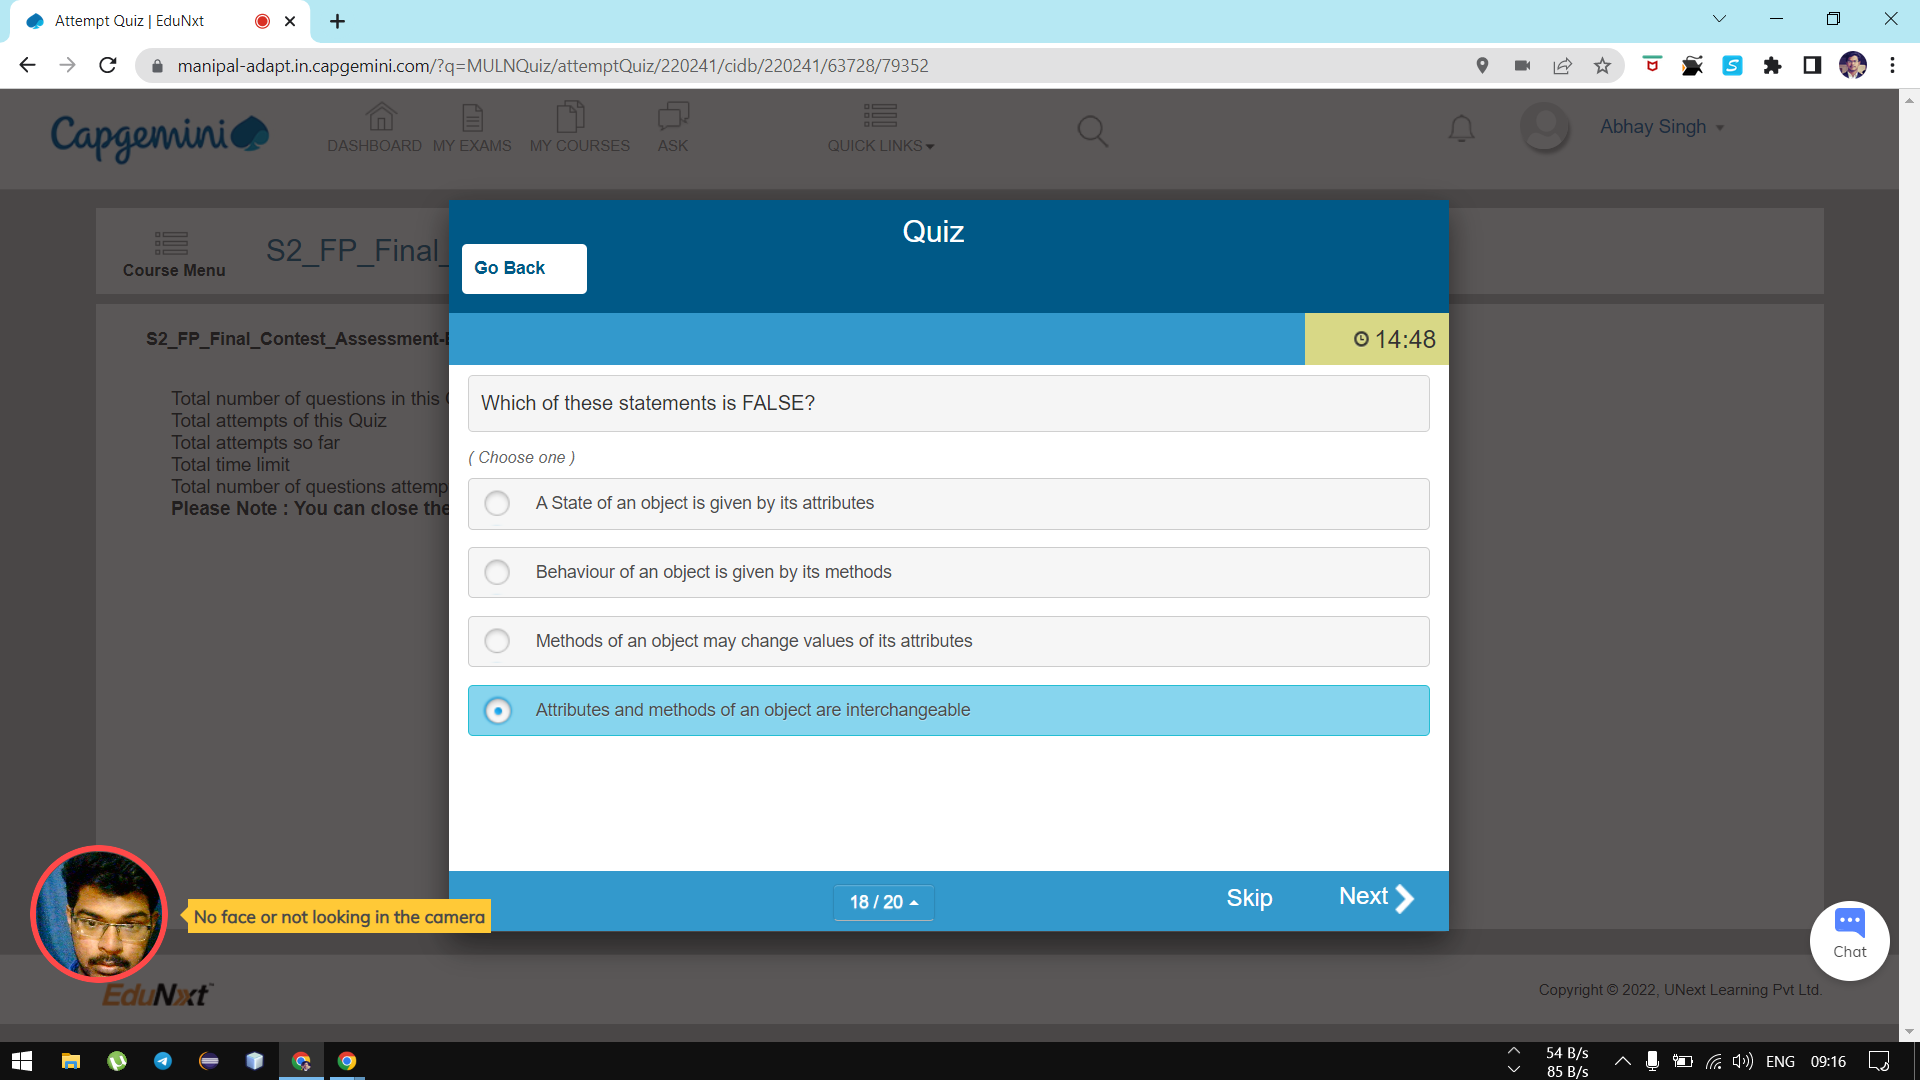 Attempt Quiz | EduNxt
manipal-adapt.in.capgemini.com/?q=MULNQuiz/attemptQuiz/220241/cidb/220241/63728/79352
Capgemini
DASHBOARD
MY EXAMS
MY COURSES
ASK
QUICK LINKS
Abhay Singh
Course Menu
S2_FP_Final_
Quiz
Go Back
14:48
S2_FP_Final_Contest_Assessment-
Total number of questions in this
Total attempts of this Quiz
Total attempts so far
Total time limit
Total number of questions attemp
Please Note : You can close the
Which of these statements is FALSE?
( Choose one )
A State of an object is given by its attributes
Behaviour of an object is given by its methods
Methods of an object may change values of its attributes
Attributes and methods of an object are interchangeable
18 / 20
Skip
Next
No face or not looking in the camera
Chat
EduNxt™
Copyright © 2022, UNext Learning Pvt Ltd.
54 B/s
85 B/s
ENG
09:16